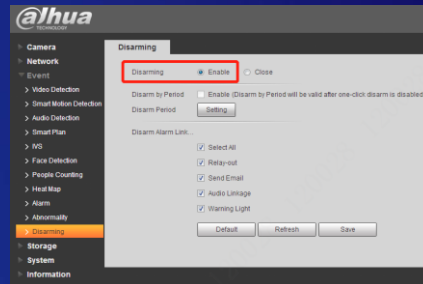 alhua
TECHNOLOGY
Camera
Network
Event
Video Detection
Smart Motion Detection
Audio Detection
Smart Plan
IVS
Face Detection
People Counting
Heat Map
Alarm
Abnormality
Disarming
Storage
System
Information
Disarming
Disarming Enable Close
Disarm by Period Enable (Disarm by Period will be valid after one-click disarm is disabled
Disarm Period Setting
Disarm Alarm Link...
Select All
Relay-out
Send Email
Audio Linkage
Warning Light
Default Refresh Save